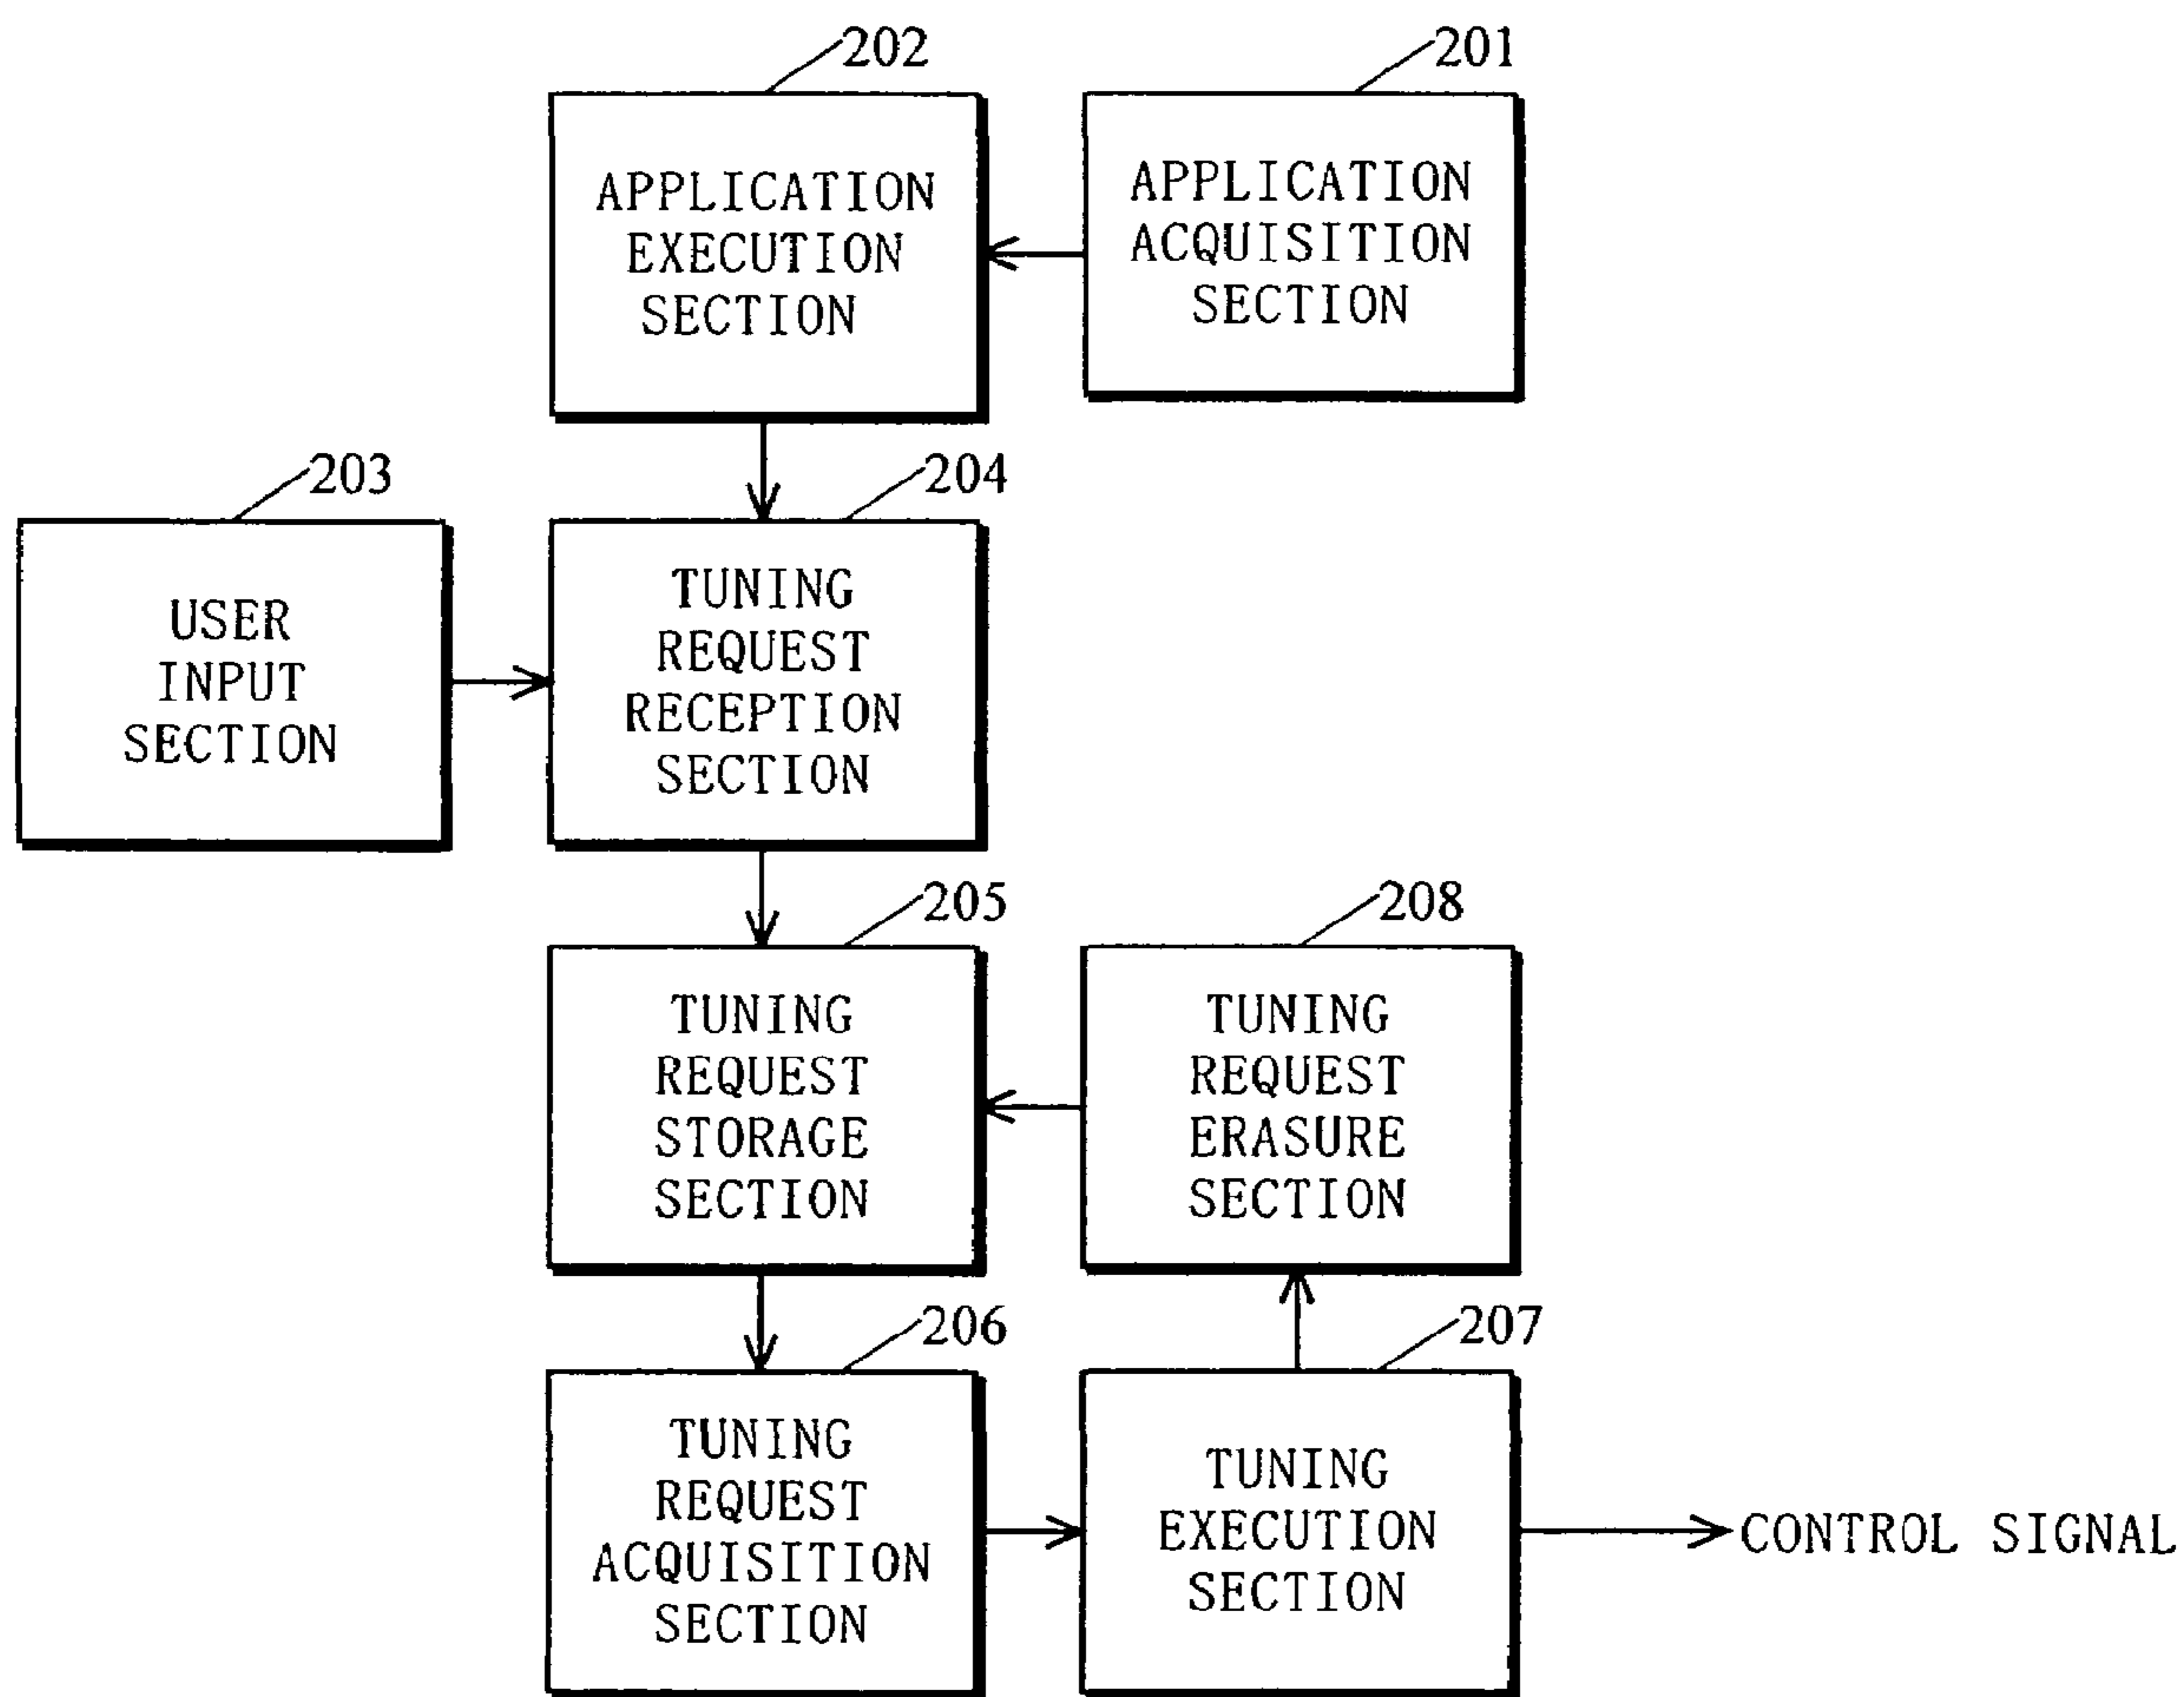 202
201
APPLICATION
EXECUTION
SECTION
APPLICATION
ACQUISITION
SECTION
203
204
USER
INPUT
SECTION
TUNING
REQUEST
RECEPTION
SECTION
205
208
TUNING
REQUEST
STORAGE
SECTION
TUNING
REQUEST
ERASURE
SECTION
206
207
TUNING
REQUEST
ACQUISITION
SECTION
TUNING
EXECUTION
SECTION
CONTROL SIGNAL